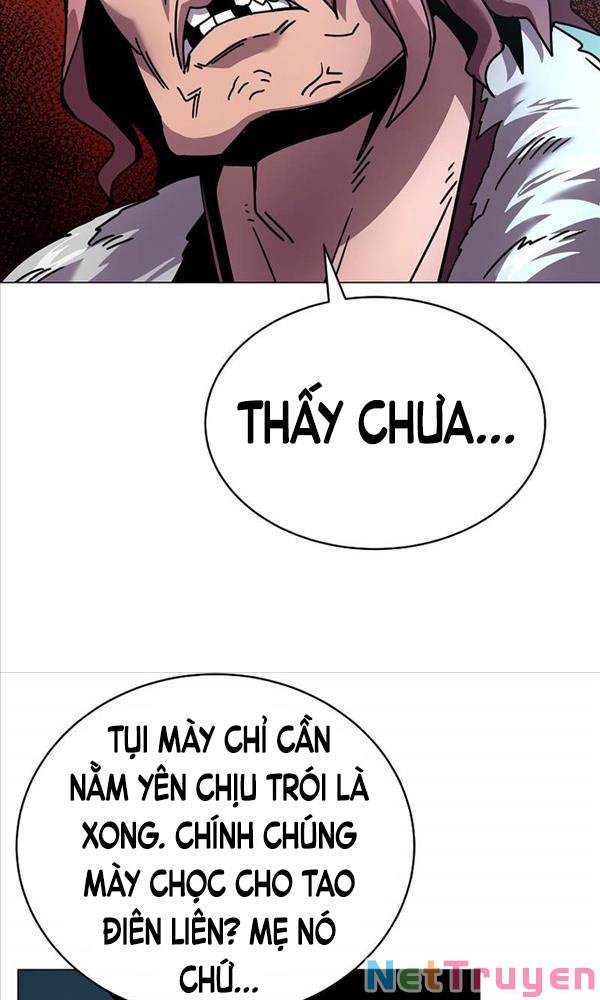 THẤY CHƯA...
TỤI MÀY CHỈ CẦN
NẰM YÊN CHỊU TRÓI LÀ
XONG. CHÍNH CHÚNG
MÀY CHỌC CHO TAO
ĐIÊN LIÊN? MẸ NÓ
CHỨ...
NetTruyen